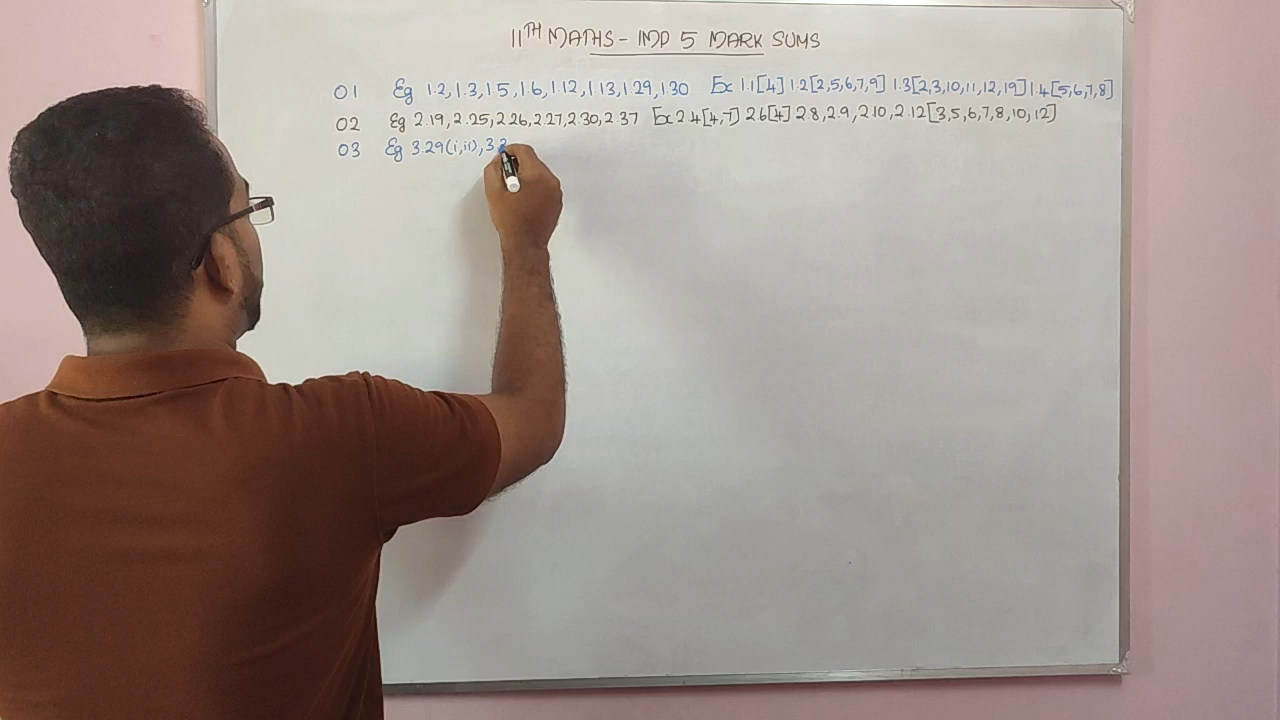 11TH MATHS - IMP 5 MARK SUMS
01 Eg 1.2, 1.3, 1.5, 1.6, 1.12, 1.13, 1.29, 1.30 Ex 1.1[4] 1.2[2,5,6,7,9] 1.3[2,3,10,11,12,19] 1.4[5,6,7,8]
02 Eg 2.19, 2.25, 2.26, 2.27, 2.30, 2.37 Ex 2.4[4,7] 2.6[4] 2.8, 2.9, 2.10, 2.12[3,5,6,7,8,10,12]
03 Eg 3.29(i,ii),